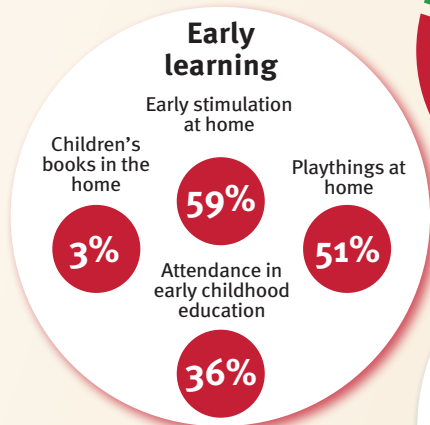 Early
learning
Early stimulation
at home
59%
Children’s
books in the
home
3%
Playthings at
home
51%
Attendance in
early childhood
education
36%